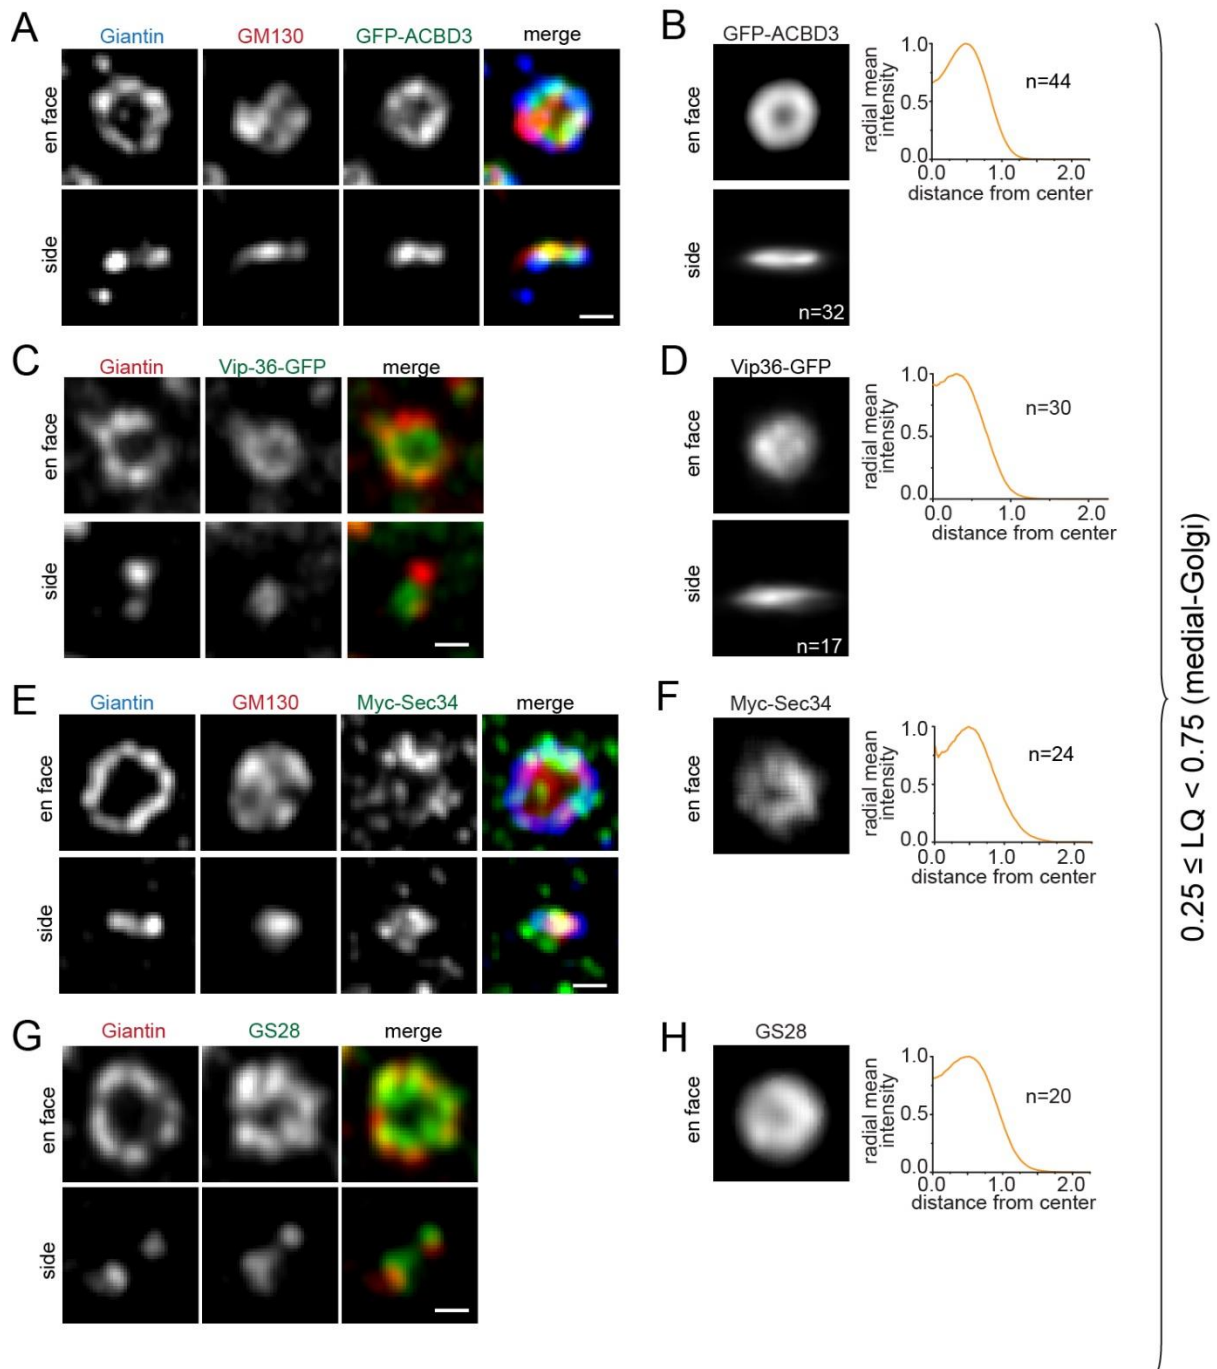 A
Giantin GM130 GFP-ACBD3 merge
en face
side
B
GFP-ACBD3
en face
side
n=32
radial mean
intensity
1.0
0.5
0.0
n=44
0.0 1.0 2.0
distance from center
C
Giantin Vip-36-GFP merge
en face
side
D
Vip36-GFP
en face
side
n=17
radial mean
intensity
1.0
0.5
0.0
n=30
0.0 1.0 2.0
distance from center
E
Giantin GM130 Myc-Sec34 merge
en face
side
F
Myc-Sec34
en face
radial mean
intensity
1.0
0.5
0.0
n=24
0.0 1.0 2.0
distance from center
G
Giantin GS28 merge
en face
side
H
GS28
en face
radial mean
intensity
1.0
0.5
0.0
n=20
0.0 1.0 2.0
distance from center
0.25 ≤ LQ < 0.75 (medial-Golgi)